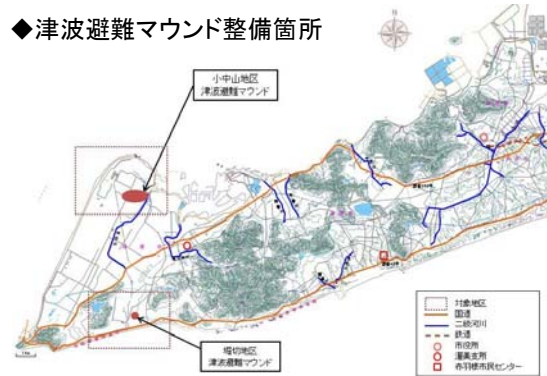 ◆津波避難マウンド整備箇所
小中山地区
津波避難マウンド
堀切地区
津波避難マウンド
対象地区
国道
二級河川
鉄道
市役所
渥美支所
赤羽根市民センター